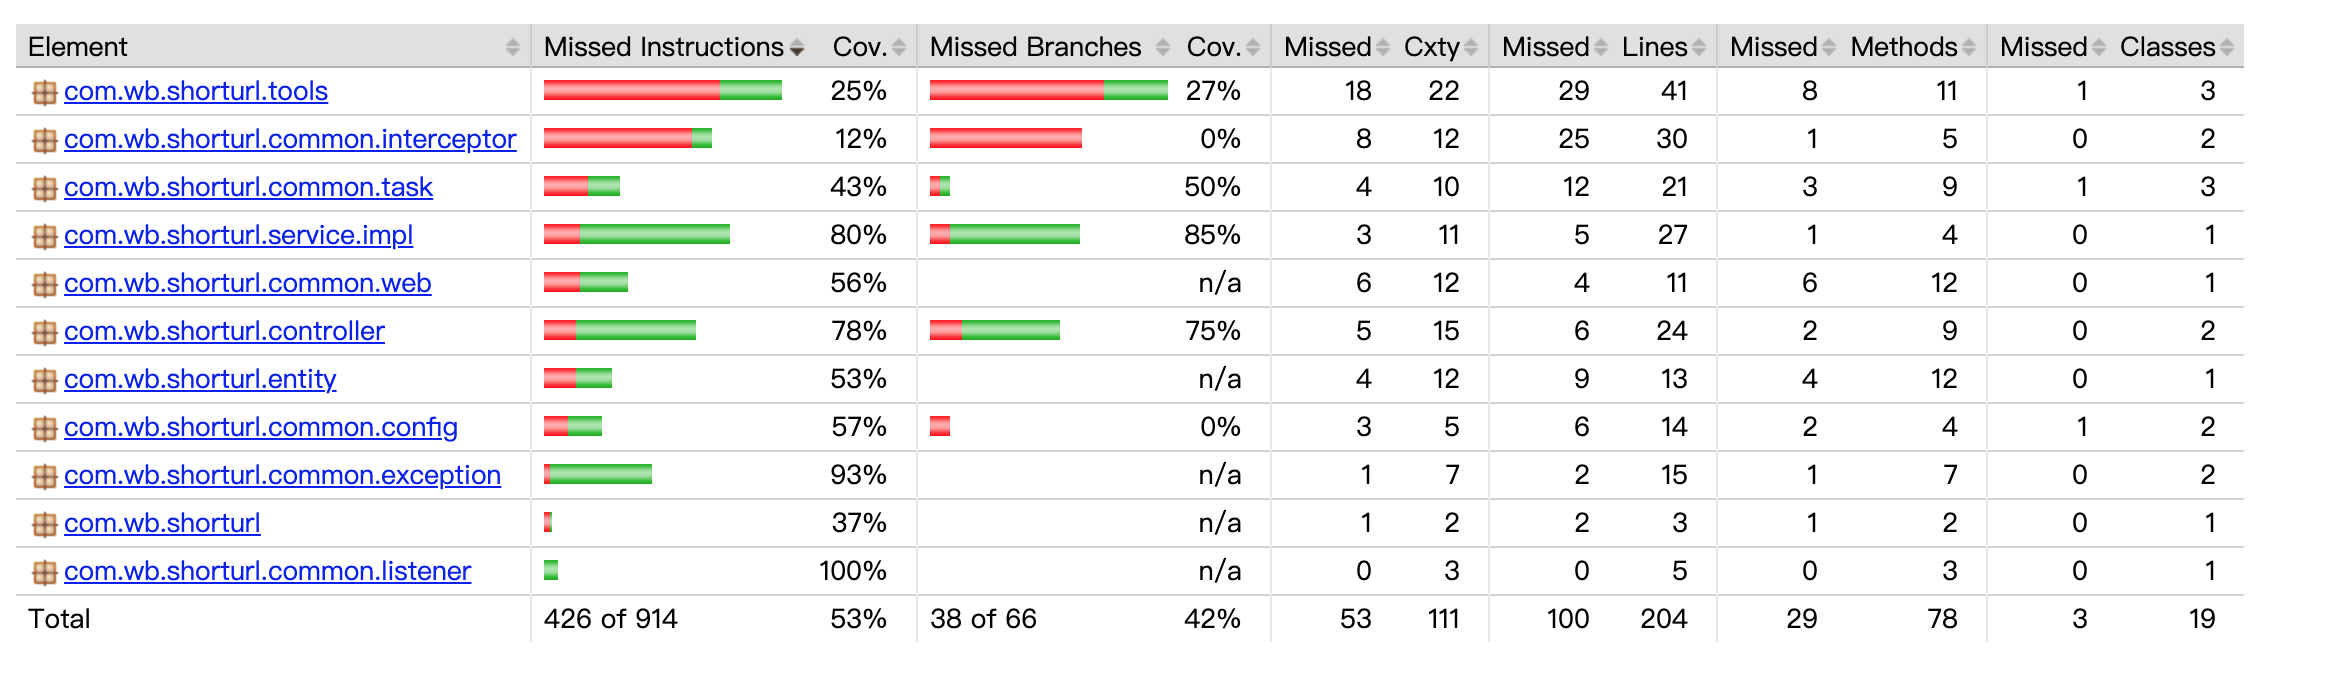 Element Missed Instructions Cov. Missed Branches Cov. Missed Cxty Missed Lines Missed Methods Missed Classes
com.wb.shorturl.tools 25% 27% 18 22 29 41 8 11 1 3
com.wb.shorturl.common.interceptor 12% 0% 8 12 25 30 1 5 0 2
com.wb.shorturl.common.task 43% 50% 4 10 12 21 3 9 1 3
com.wb.shorturl.service.impl 80% 85% 3 11 5 27 1 4 0 1
com.wb.shorturl.common.web 56% n/a 6 12 4 11 6 12 0 1
com.wb.shorturl.controller 78% 75% 5 15 6 24 2 9 0 2
com.wb.shorturl.entity 53% n/a 4 12 9 13 4 12 0 1
com.wb.shorturl.common.config 57% 0% 3 5 6 14 2 4 1 2
com.wb.shorturl.common.exception 93% n/a 1 7 2 15 1 7 0 2
com.wb.shorturl 37% n/a 1 2 2 3 1 2 0 1
com.wb.shorturl.common.listener 100% n/a 0 3 0 5 0 3 0 1
Total 426 of 914 53% 38 of 66 42% 53 111 100 204 29 78 3 19